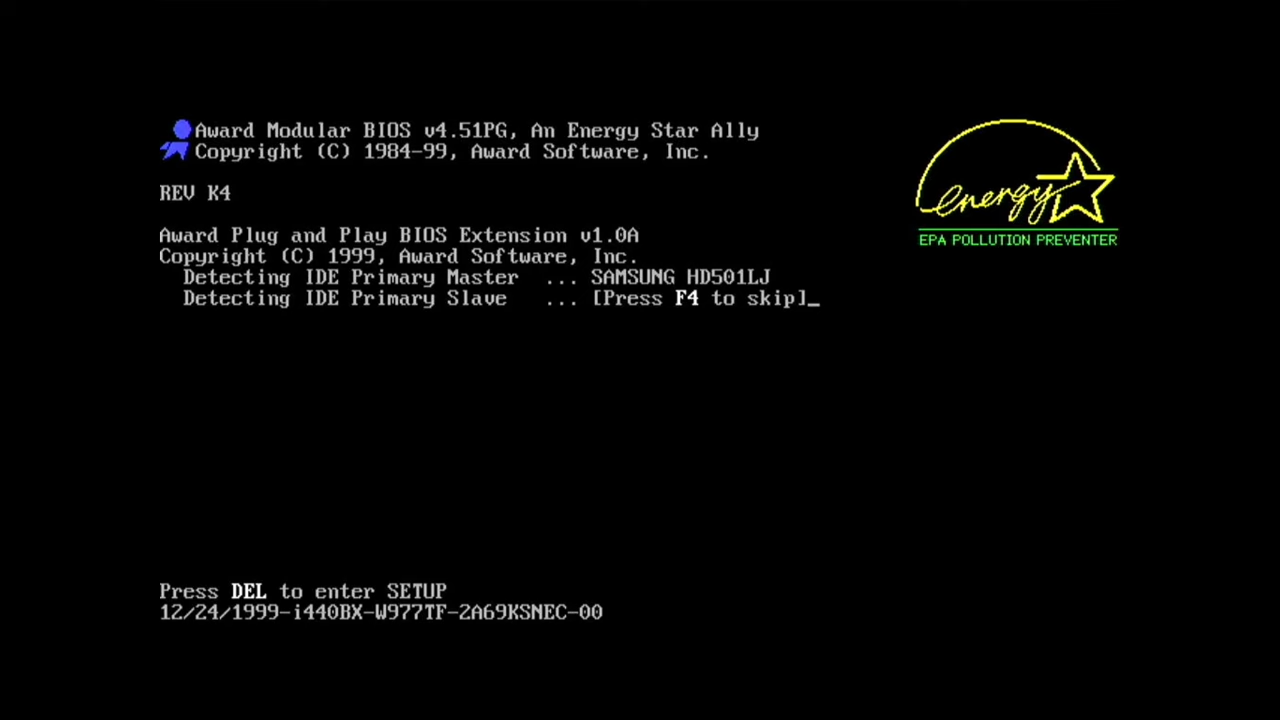 Award Modular BIOS v4.51PG, An Energy Star Ally
Copyright (C) 1984-99, Award Software, Inc.
energy
EPA POLLUTION PREVENTER
REV K4
Award Plug and Play BIOS Extension v1.0A
Copyright (C) 1999, Award Software, Inc.
Detecting IDE Primary Master ... SAMSUNG HD501LJ
Detecting IDE Primary Slave ... [Press F4 to skip]_
Press DEL to enter SETUP
12/24/1999-i440BX-W977TF-2A69KSNEC-00